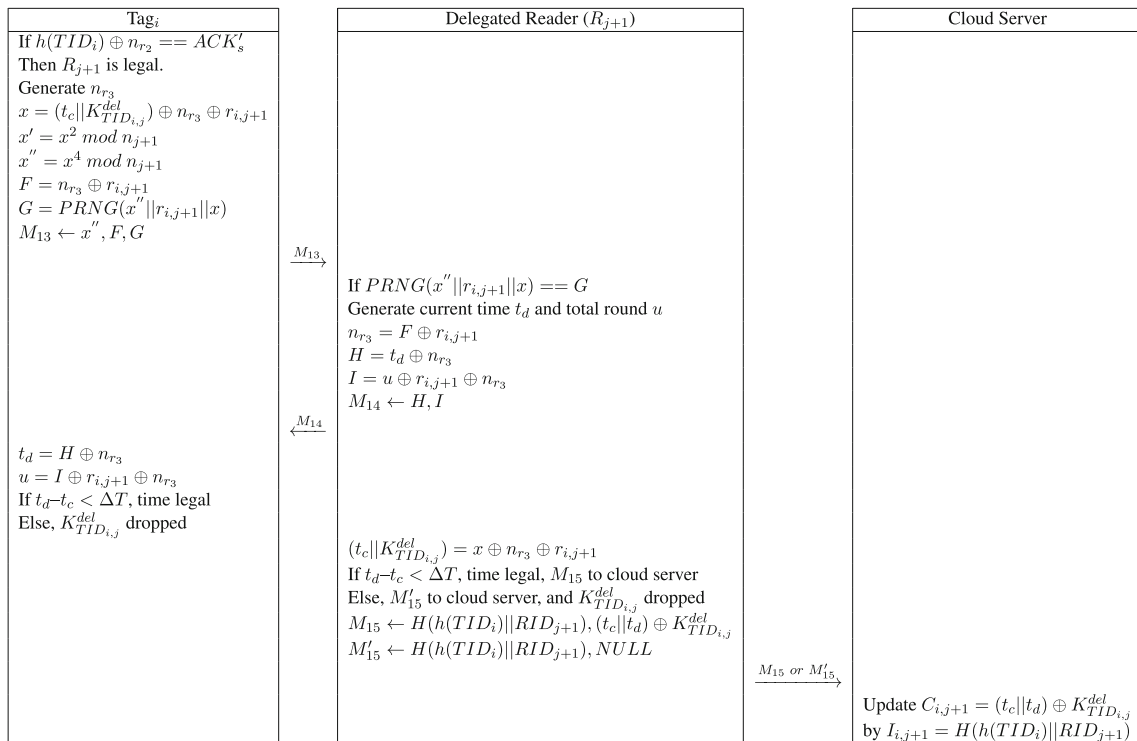 Tagᵢ
Delegated Reader (R_{j+1})
Cloud Server
If h(TID_i) ⊕ n_{r_2} == ACK'_s
Then R_{j+1} is legal.
Generate n_{r_3}
x = (t_c||K^{del}_{TID_{i,j}}) ⊕ n_{r_3} ⊕ r_{i,j+1}
x' = x^2 mod n_{j+1}
x'' = x^4 mod n_{j+1}
F = n_{r_3} ⊕ r_{i,j+1}
G = PRNG(x''||r_{i,j+1}||x)
M_{13} ← x'', F, G
M_{13} →
If PRNG(x''||r_{i,j+1}||x) == G
Generate current time t_d and total round u
n_{r_3} = F ⊕ r_{i,j+1}
H = t_d ⊕ n_{r_3}
I = u ⊕ r_{i,j+1} ⊕ n_{r_3}
M_{14} ← H, I
M_{14} ←
t_d = H ⊕ n_{r_3}
u = I ⊕ r_{i,j+1} ⊕ n_{r_3}
If t_d–t_c < ΔT, time legal
Else, K^{del}_{TID_{i,j}} dropped
(t_c||K^{del}_{TID_{i,j}}) = x ⊕ n_{r_3} ⊕ r_{i,j+1}
If t_d–t_c < ΔT, time legal, M_{15} to cloud server
Else, M'_{15} to cloud server, and K^{del}_{TID_{i,j}} dropped
M_{15} ← H(h(TID_i)||RID_{j+1}), (t_c||t_d) ⊕ K^{del}_{TID_{i,j}}
M'_{15} ← H(h(TID_i)||RID_{j+1}), NULL
M_{15} or M'_{15} →
Update C_{i,j+1} = (t_c||t_d) ⊕ K^{del}_{TID_{i,j}}
by I_{i,j+1} = H(h(TID_i)||RID_{j+1})